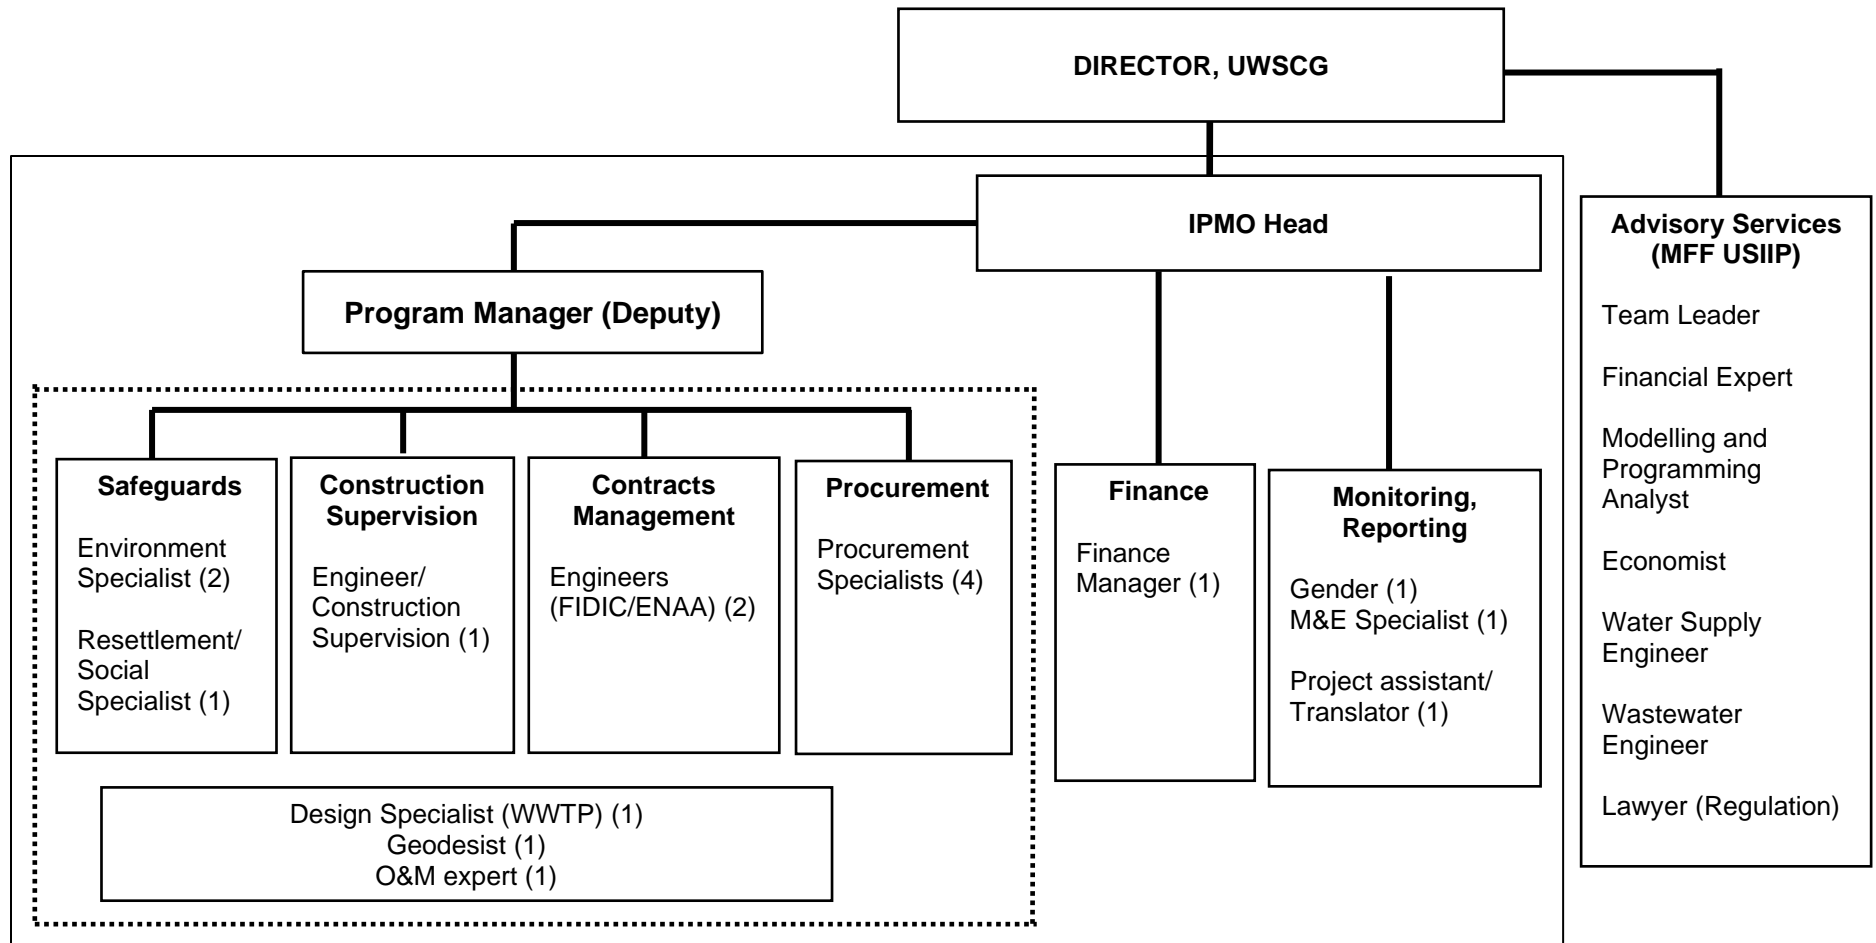 DIRECTOR, UWSCG
IPMO Head
Program Manager (Deputy)
Safeguards
Environment
Specialist (2)
Resettlement/
Social
Specialist (1)
Construction
Supervision
Engineer/
Construction
Supervision (1)
Contracts
Management
Engineers
(FIDIC/ENAA) (2)
Procurement
Procurement
Specialists (4)
Design Specialist (WWTP) (1)
Geodesist (1)
O&M expert (1)
Finance
Finance
Manager (1)
Monitoring,
Reporting
Gender (1)
M&E Specialist (1)
Project assistant/
Translator (1)
Advisory Services
(MFF USIIP)
Team Leader
Financial Expert
Modelling and
Programming
Analyst
Economist
Water Supply
Engineer
Wastewater
Engineer
Lawyer (Regulation)